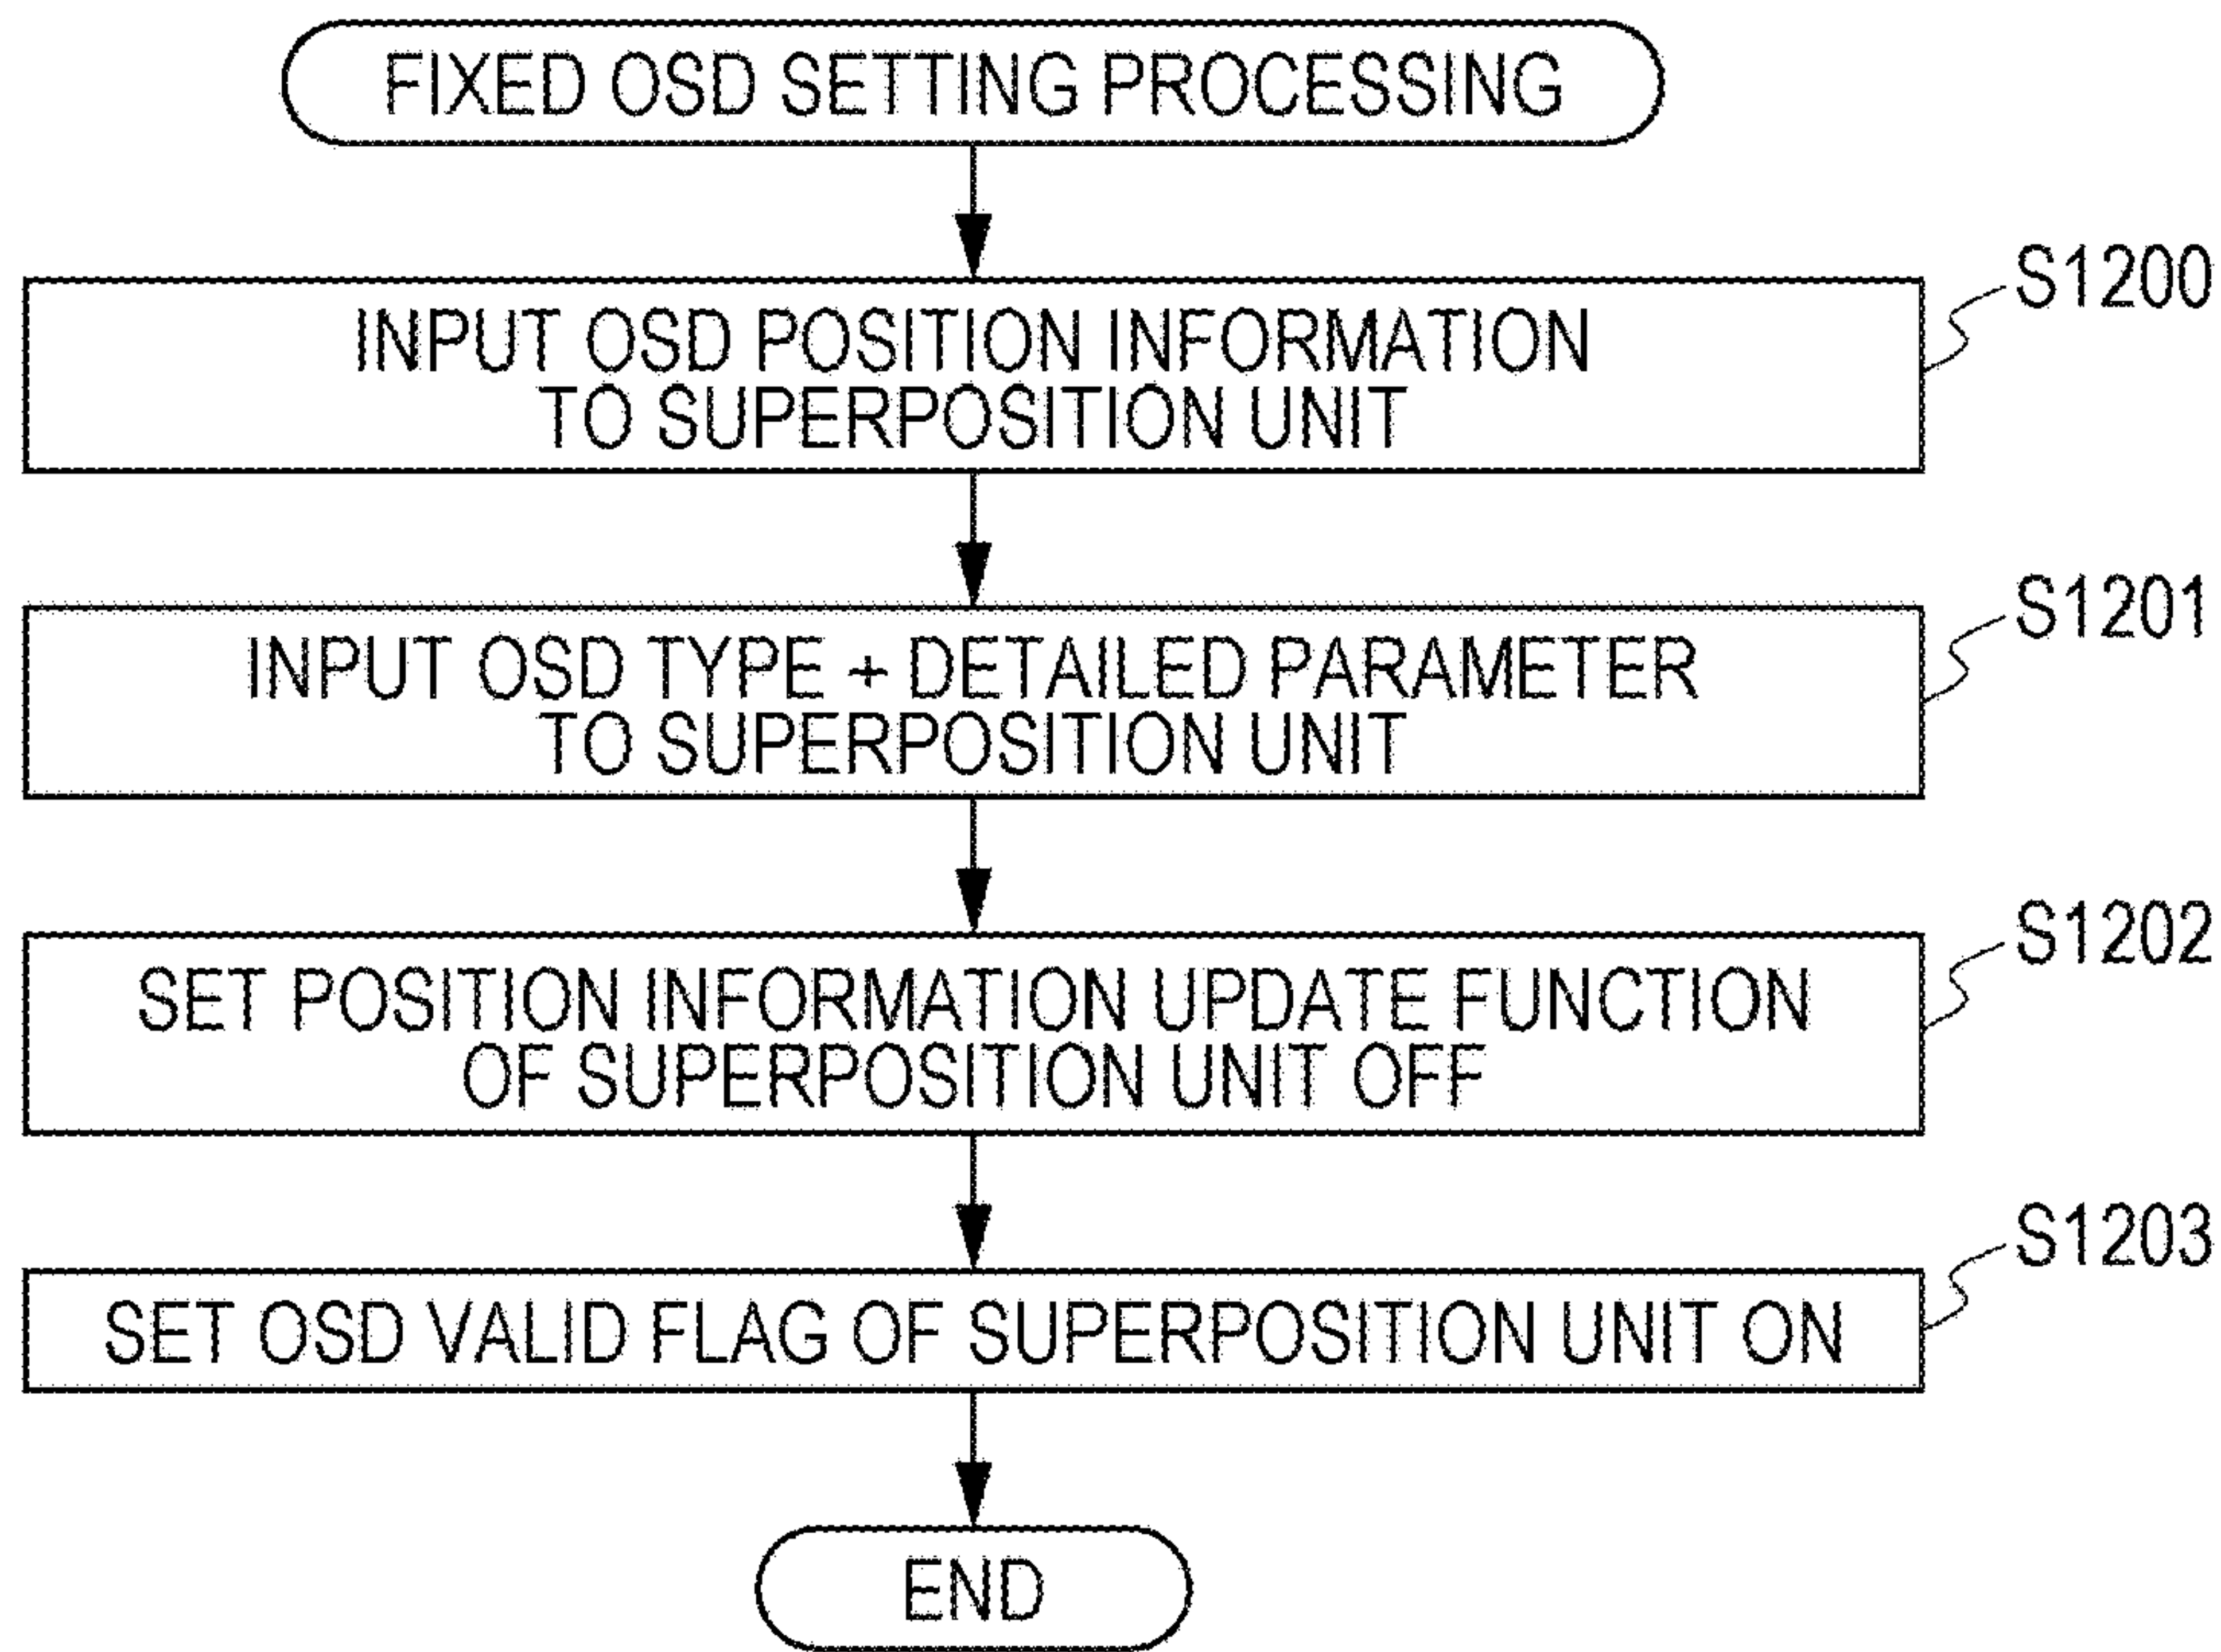 FIXED OSD SETTING PROCESSING
S1200
INPUT OSD POSITION INFORMATION
TO SUPERPOSITION UNIT
S1201
INPUT OSD TYPE + DETAILED PARAMETER
TO SUPERPOSITION UNIT
S1202
SET POSITION INFORMATION UPDATE FUNCTION
OF SUPERPOSITION UNIT OFF
S1203
SET OSD VALID FLAG OF SUPERPOSITION UNIT ON
END